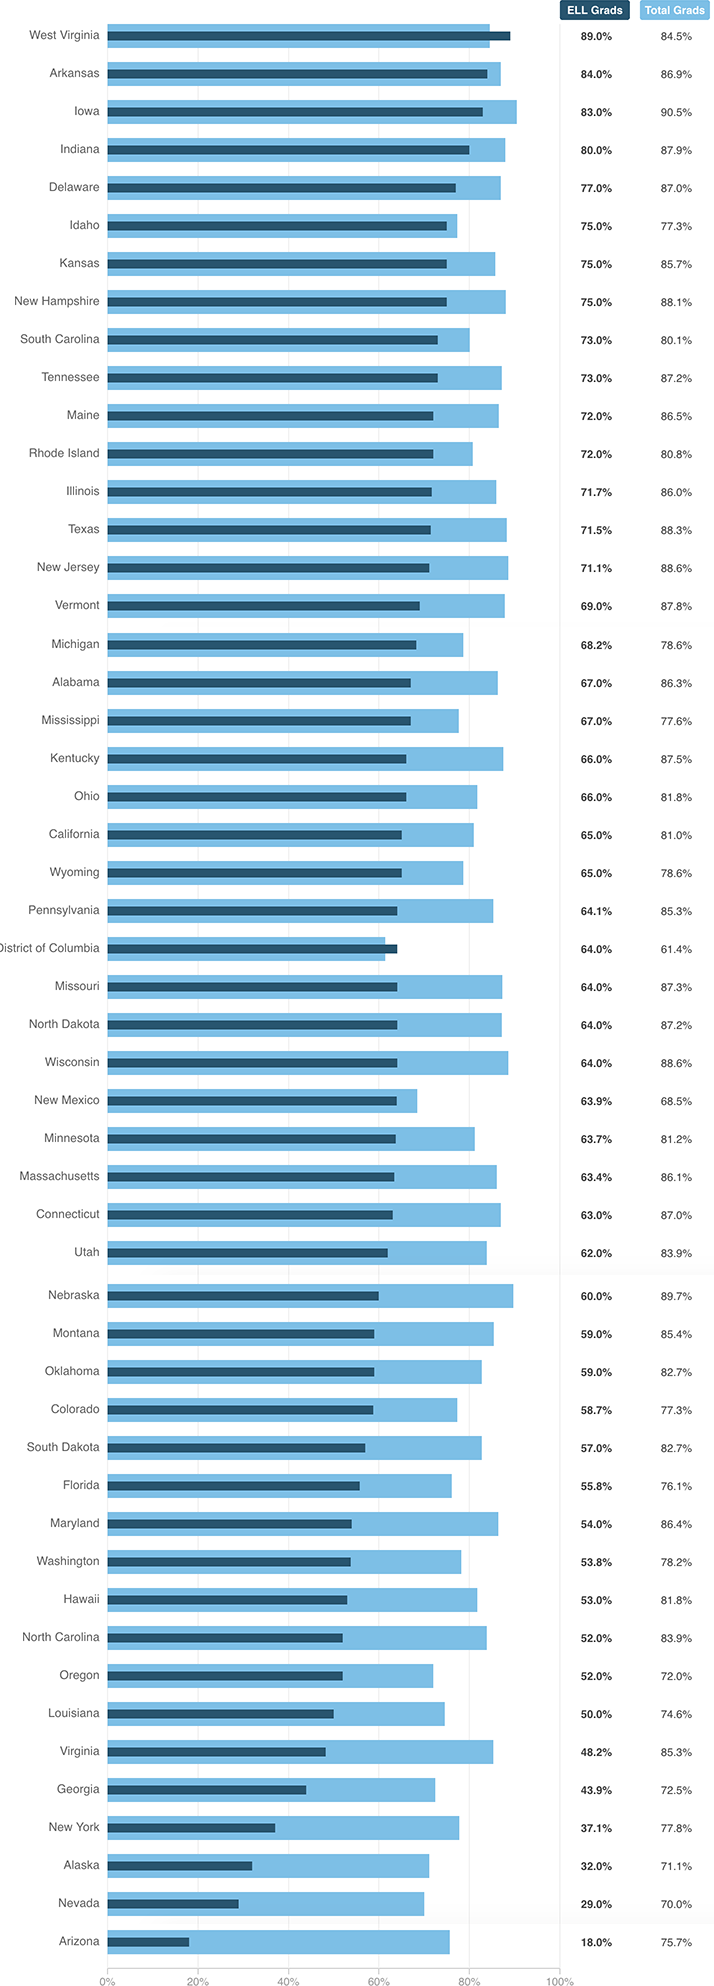 ELL Grads Total Grads
West Virginia 89.0% 84.5%
Arkansas 84.0% 86.9%
Iowa 83.0% 90.5%
Indiana 80.0% 87.9%
Delaware 77.0% 87.0%
Idaho 75.0% 77.3%
Kansas 75.0% 85.7%
New Hampshire 75.0% 88.1%
South Carolina 73.0% 80.1%
Tennessee 73.0% 87.2%
Maine 72.0% 86.5%
Rhode Island 72.0% 80.8%
Illinois 71.7% 86.0%
Texas 71.5% 88.3%
New Jersey 71.1% 88.6%
Vermont 69.0% 87.8%
Michigan 68.2% 78.6%
Alabama 67.0% 86.3%
Mississippi 67.0% 77.6%
Kentucky 66.0% 87.5%
Ohio 66.0% 81.8%
California 65.0% 81.0%
Wyoming 65.0% 78.6%
Pennsylvania 64.1% 85.3%
District of Columbia 64.0% 61.4%
Missouri 64.0% 87.3%
North Dakota 64.0% 87.2%
Wisconsin 64.0% 88.6%
New Mexico 63.9% 68.5%
Minnesota 63.7% 81.2%
Massachusetts 63.4% 86.1%
Connecticut 63.0% 87.0%
Utah 62.0% 83.9%
Nebraska 60.0% 89.7%
Montana 59.0% 85.4%
Oklahoma 59.0% 82.7%
Colorado 58.7% 77.3%
South Dakota 57.0% 82.7%
Florida 55.8% 76.1%
Maryland 54.0% 86.4%
Washington 53.8% 78.2%
Hawaii 53.0% 81.8%
North Carolina 52.0% 83.9%
Oregon 52.0% 72.0%
Louisiana 50.0% 74.6%
Virginia 48.2% 85.3%
Georgia 43.9% 72.5%
New York 37.1% 77.8%
Alaska 32.0% 71.1%
Nevada 29.0% 70.0%
Arizona 18.0% 75.7%
0% 20% 40% 60% 80% 100%